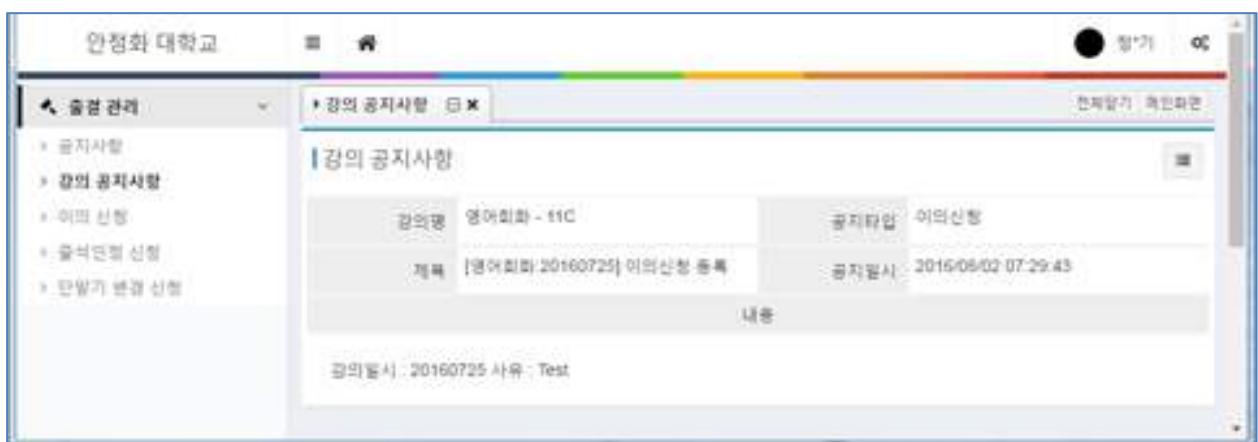 안정화 대학교
정*기
출결 관리
강의 공지사항
전체닫기 메인화면
공지사항
강의 공지사항
이의 신청
출석인정 신청
단말기 변경 신청
강의 공지사항
강의명 영어회화 - 11C 공지타입 이의신청
제목 [영어회화 20160725] 이의신청 등록 공지일시 2016/08/02 07:29:43
내용
강의일시 : 20160725 사유 : Test